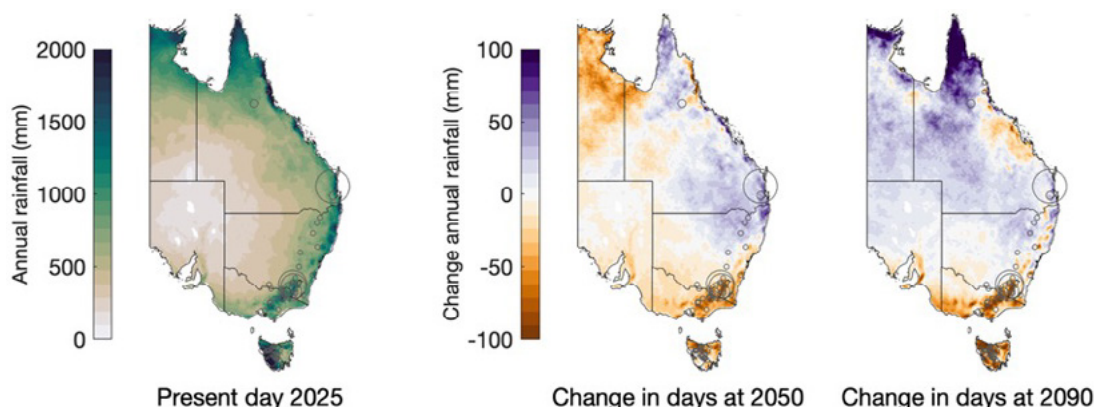 Annual rainfall (mm)
2000
1500
1000
500
0
Present day 2025
Change annual rainfall (mm)
100
50
0
-50
-100
Change in days at 2050
Change in days at 2090